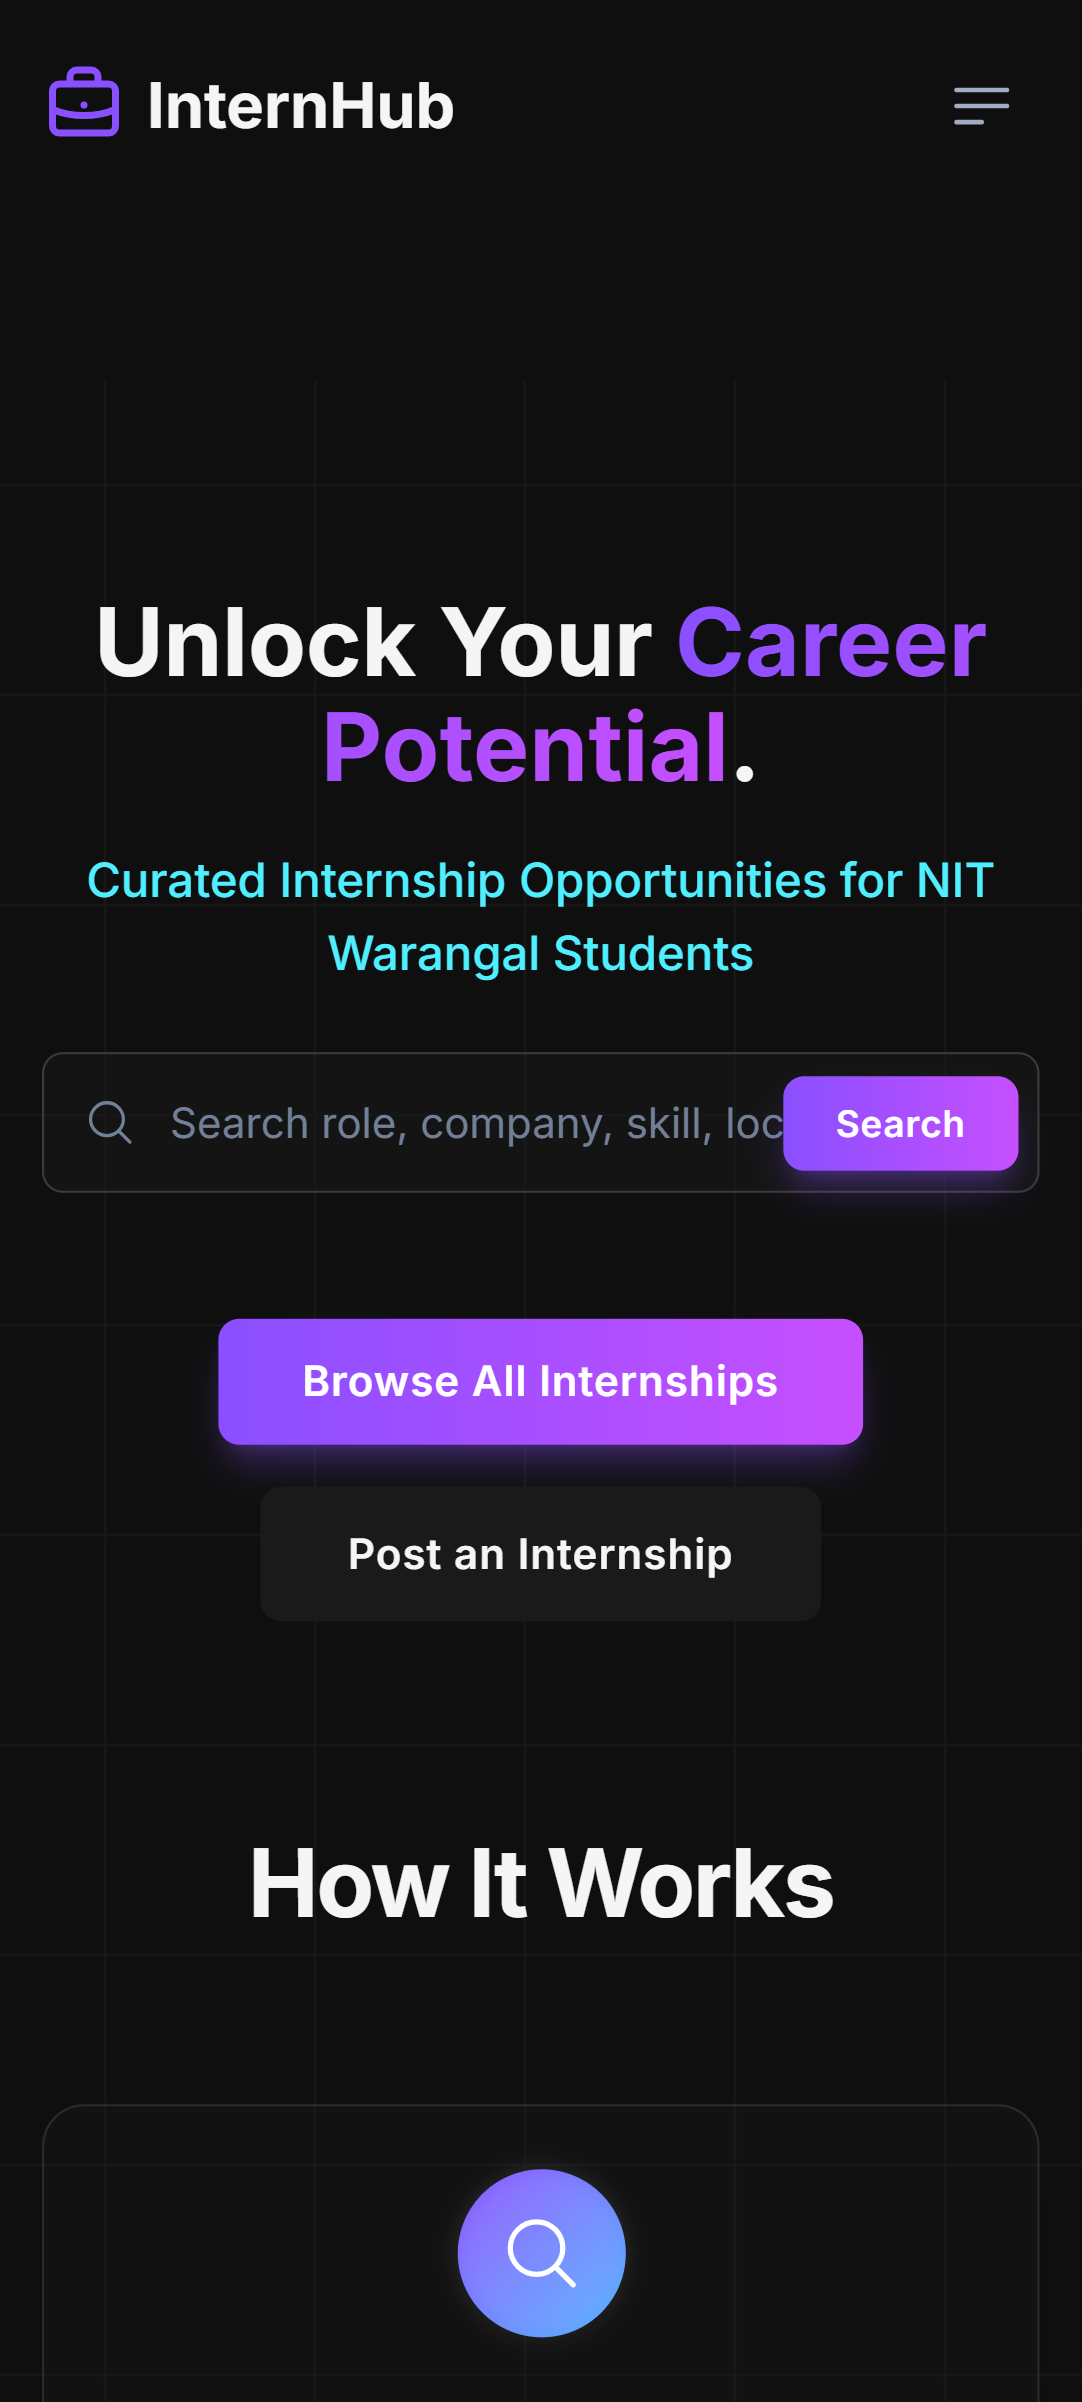 InternHub
Unlock Your Career
Potential.
Curated Internship Opportunities for NIT
Warangal Students
Search role, company, skill, loc
Search
Browse All Internships
Post an Internship
How It Works